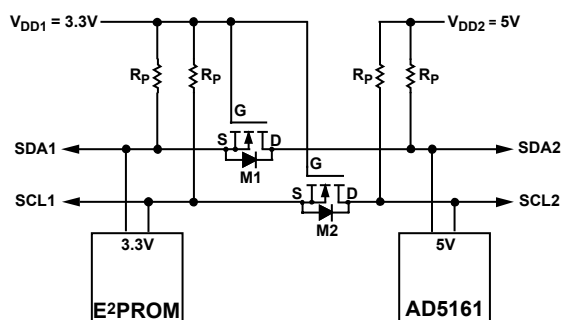 VDD1 = 3.3V
VDD2 = 5V
RP
RP
RP
RP
G
SDA1
S
D
M1
G
SDA2
SCL1
S
D
M2
SCL2
3.3V
E2PROM
5V
AD5161